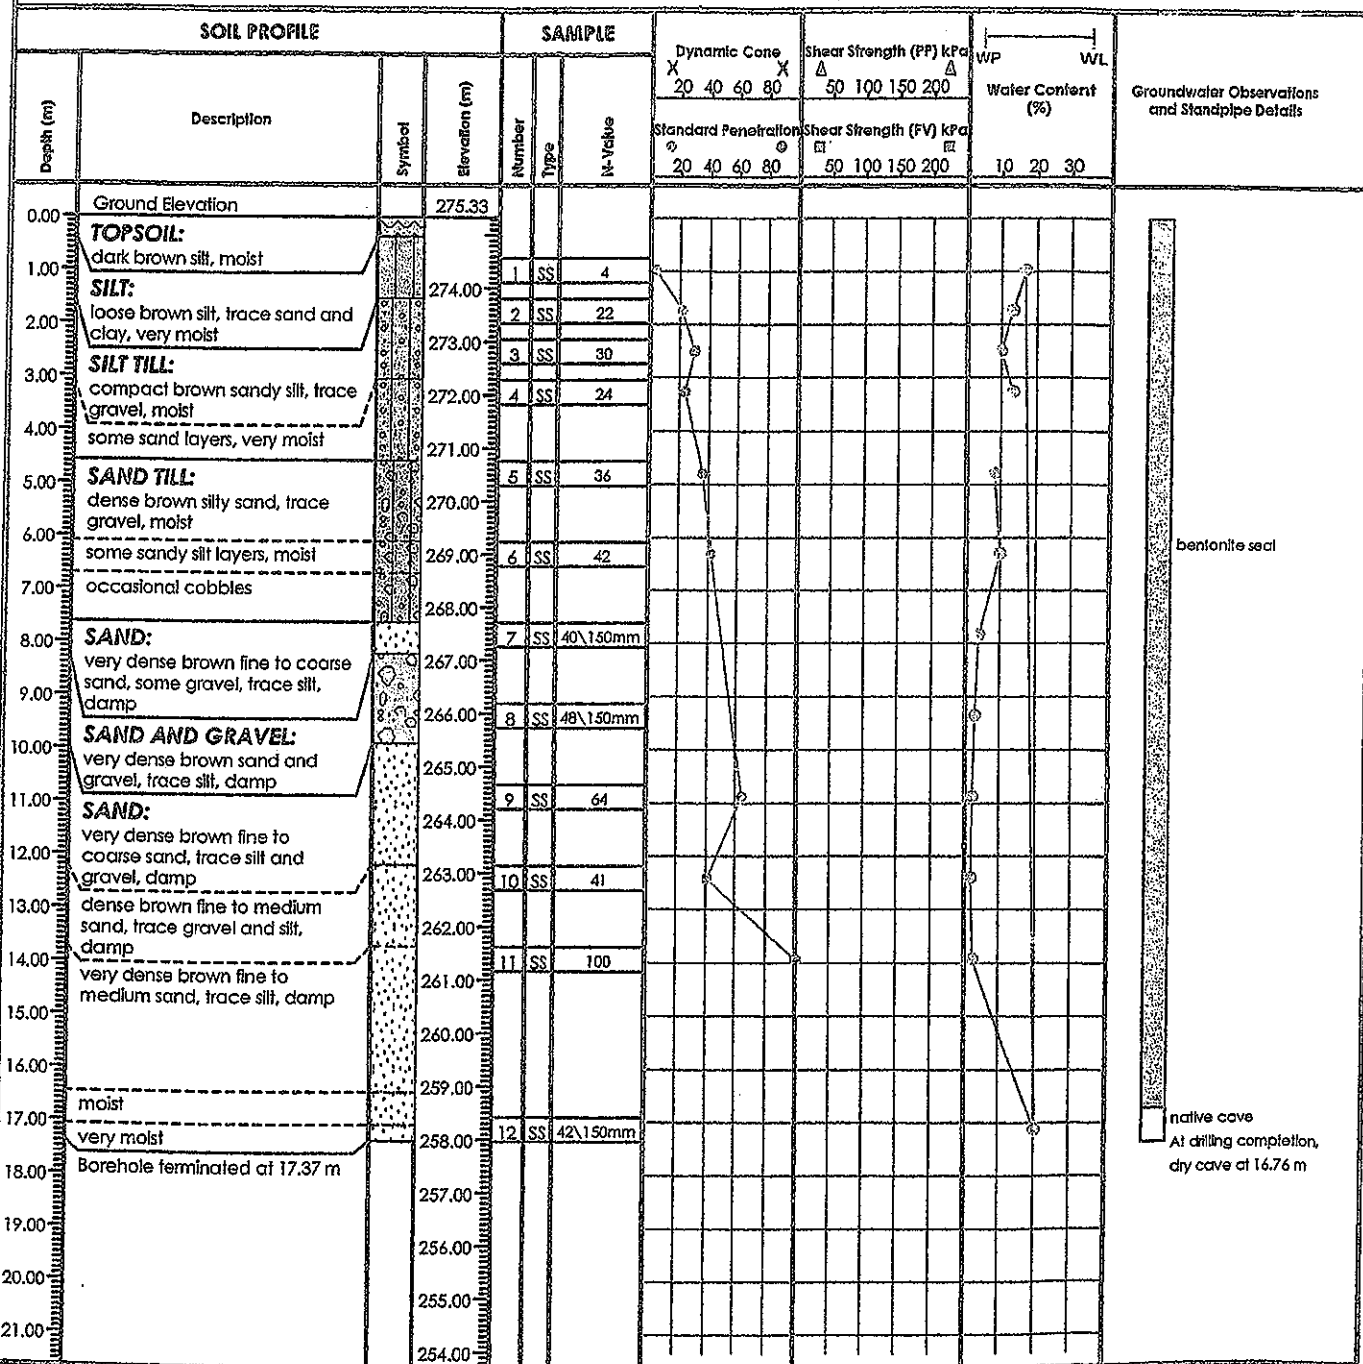 SOIL PROFILE
SAMPLE
Depth (m)
Description
Symbol
Elevation (m)
Number
Type
N-Value
Dynamic Cone
20 40 60 80
Standard Penetration
20 40 60 80
Shear Strength (PP) kPa
50 100 150 200
Shear Strength (FV) kPa
50 100 150 200
WP WL
Water Content
(%)
10 20 30
Groundwater Observations
and Standpipe Details
0.00
1.00
2.00
3.00
4.00
5.00
6.00
7.00
8.00
9.00
10.00
11.00
12.00
13.00
14.00
15.00
16.00
17.00
18.00
19.00
20.00
21.00
Ground Elevation
TOPSOIL:
dark brown silt, moist
SILT:
loose brown silt, trace sand and
clay, very moist
SILT TILL:
compact brown sandy silt, trace
gravel, moist
some sand layers, very moist
SAND TILL:
dense brown silty sand, trace
gravel, moist
some sandy silt layers, moist
occasional cobbles
SAND:
very dense brown fine to coarse
sand, some gravel, trace silt,
damp
SAND AND GRAVEL:
very dense brown sand and
gravel, trace silt, damp
SAND:
very dense brown fine to
coarse sand, trace silt and
gravel, damp
dense brown fine to medium
sand, trace gravel and silt,
damp
very dense brown fine to
medium sand, trace silt, damp
moist
very moist
Borehole terminated at 17.37 m
275.33
274.00
273.00
272.00
271.00
270.00
269.00
268.00
267.00
266.00
265.00
264.00
263.00
262.00
261.00
260.00
259.00
258.00
257.00
256.00
255.00
254.00
1 SS 4
2 SS 22
3 SS 30
4 SS 24
5 SS 36
6 SS 42
7 SS 40\150mm
8 SS 48\150mm
9 SS 64
10 SS 41
11 SS 100
12 SS 42\150mm
bentonite seal
native cave
At drilling completion,
dry cave at 16.76 m